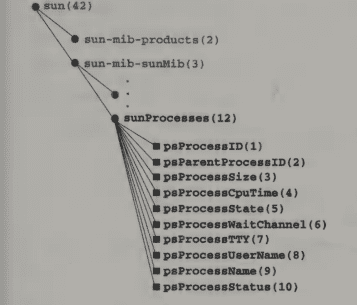 sun(42)
sun-mib-products(2)
sun-mib-sunMib(3)
sunProcesses(12)
psProcessID(1)
psParentProcessID(2)
psProcessSize(3)
psProcessCpuTime(4)
psProcessState(5)
psProcessWaitChannel(6)
psProcessTTY(7)
psProcessUserName(8)
psProcessName(9)
psProcessStatus(10)